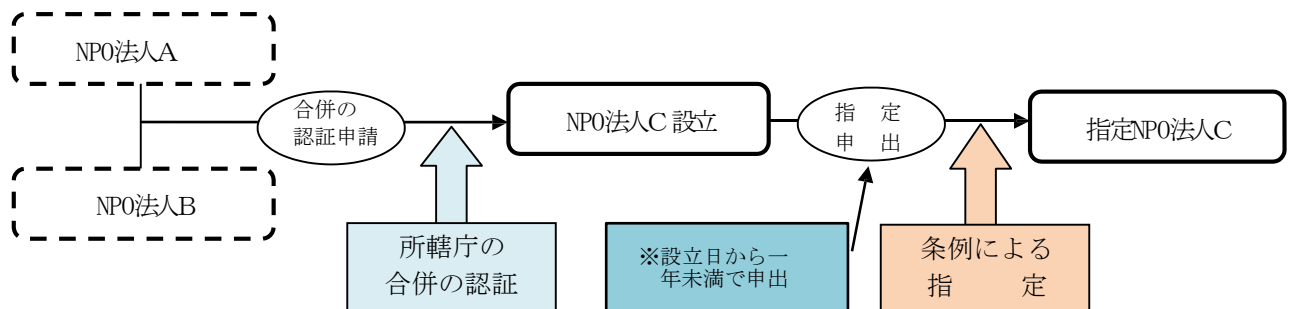 NPO法人A
合併の
認証申請
NPO法人C 設立
指　定
申　出
指定NPO法人C
NPO法人B
所轄庁の
合併の認証
※設立日から一
年未満で申出
条例による
指　　定